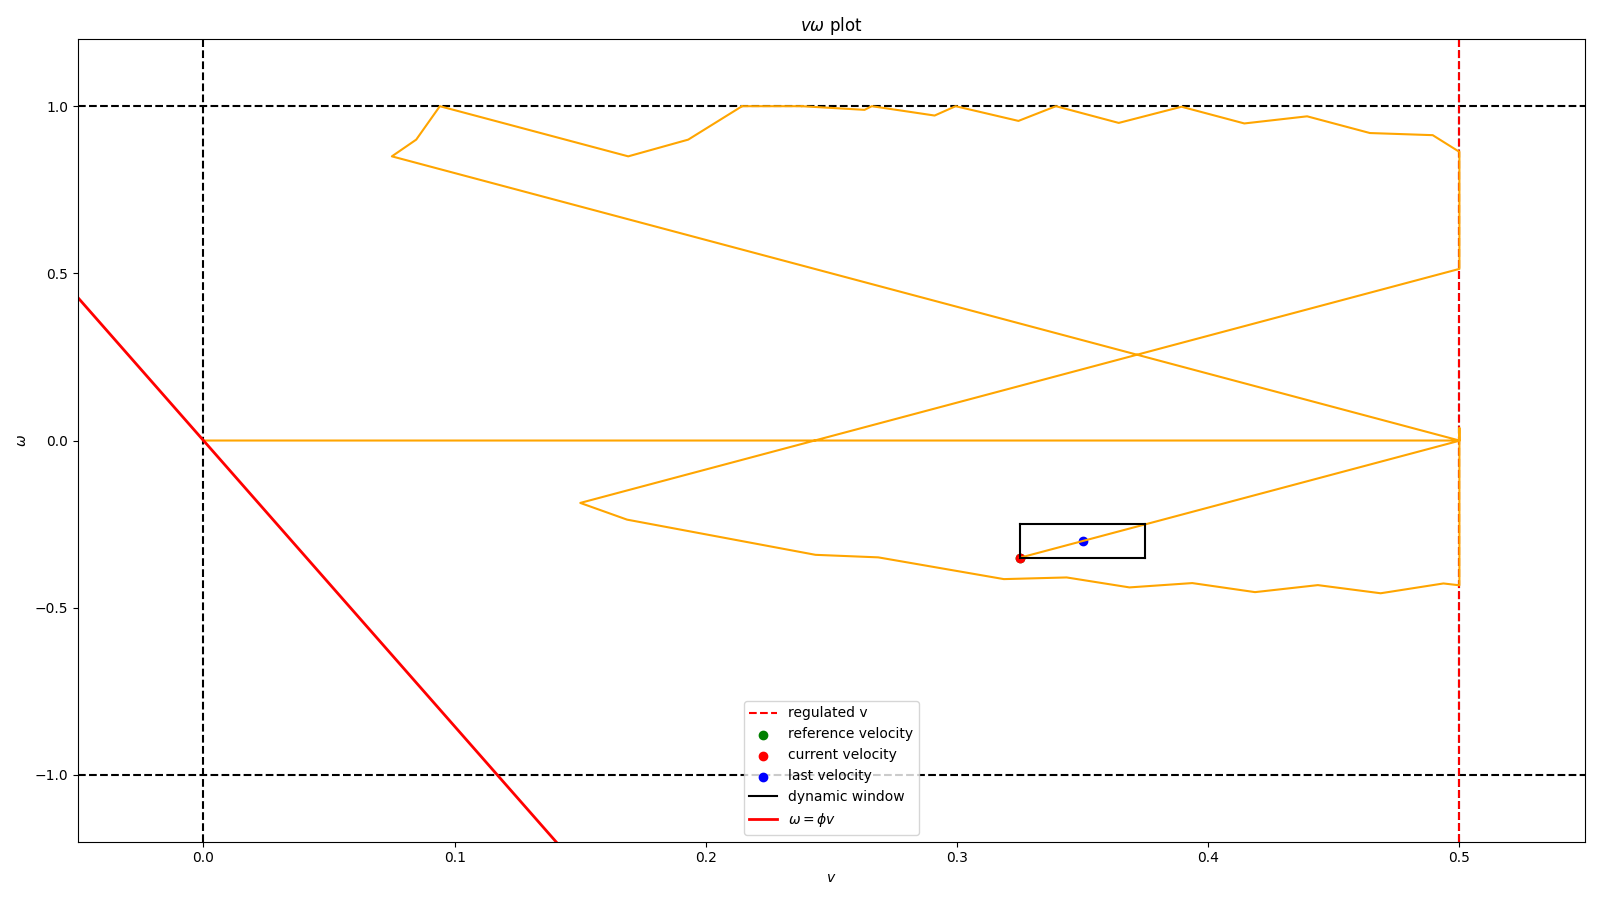 vω plot
1.0
0.5
0.0
−0.5
−1.0
ω
regulated v
reference velocity
current velocity
last velocity
dynamic window
ω = ϕv
0.0 0.1 0.2 0.3 0.4 0.5
v